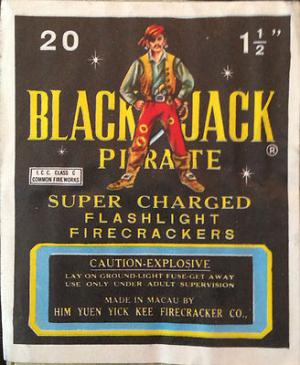 20 1½"
BLACK JACK
®
PIRATE
I.C.C. CLASS C
COMMON FIREWORKS
SUPER CHARGED
FLASHLIGHT
FIRECRACKERS
CAUTION-EXPLOSIVE
LAY ON GROUND-LIGHT FUSE-GET AWAY
USE ONLY UNDER ADULT SUPERVISION
MADE IN MACAU BY
HIM YUEN YICK KEE FIRECRACKER CO.,